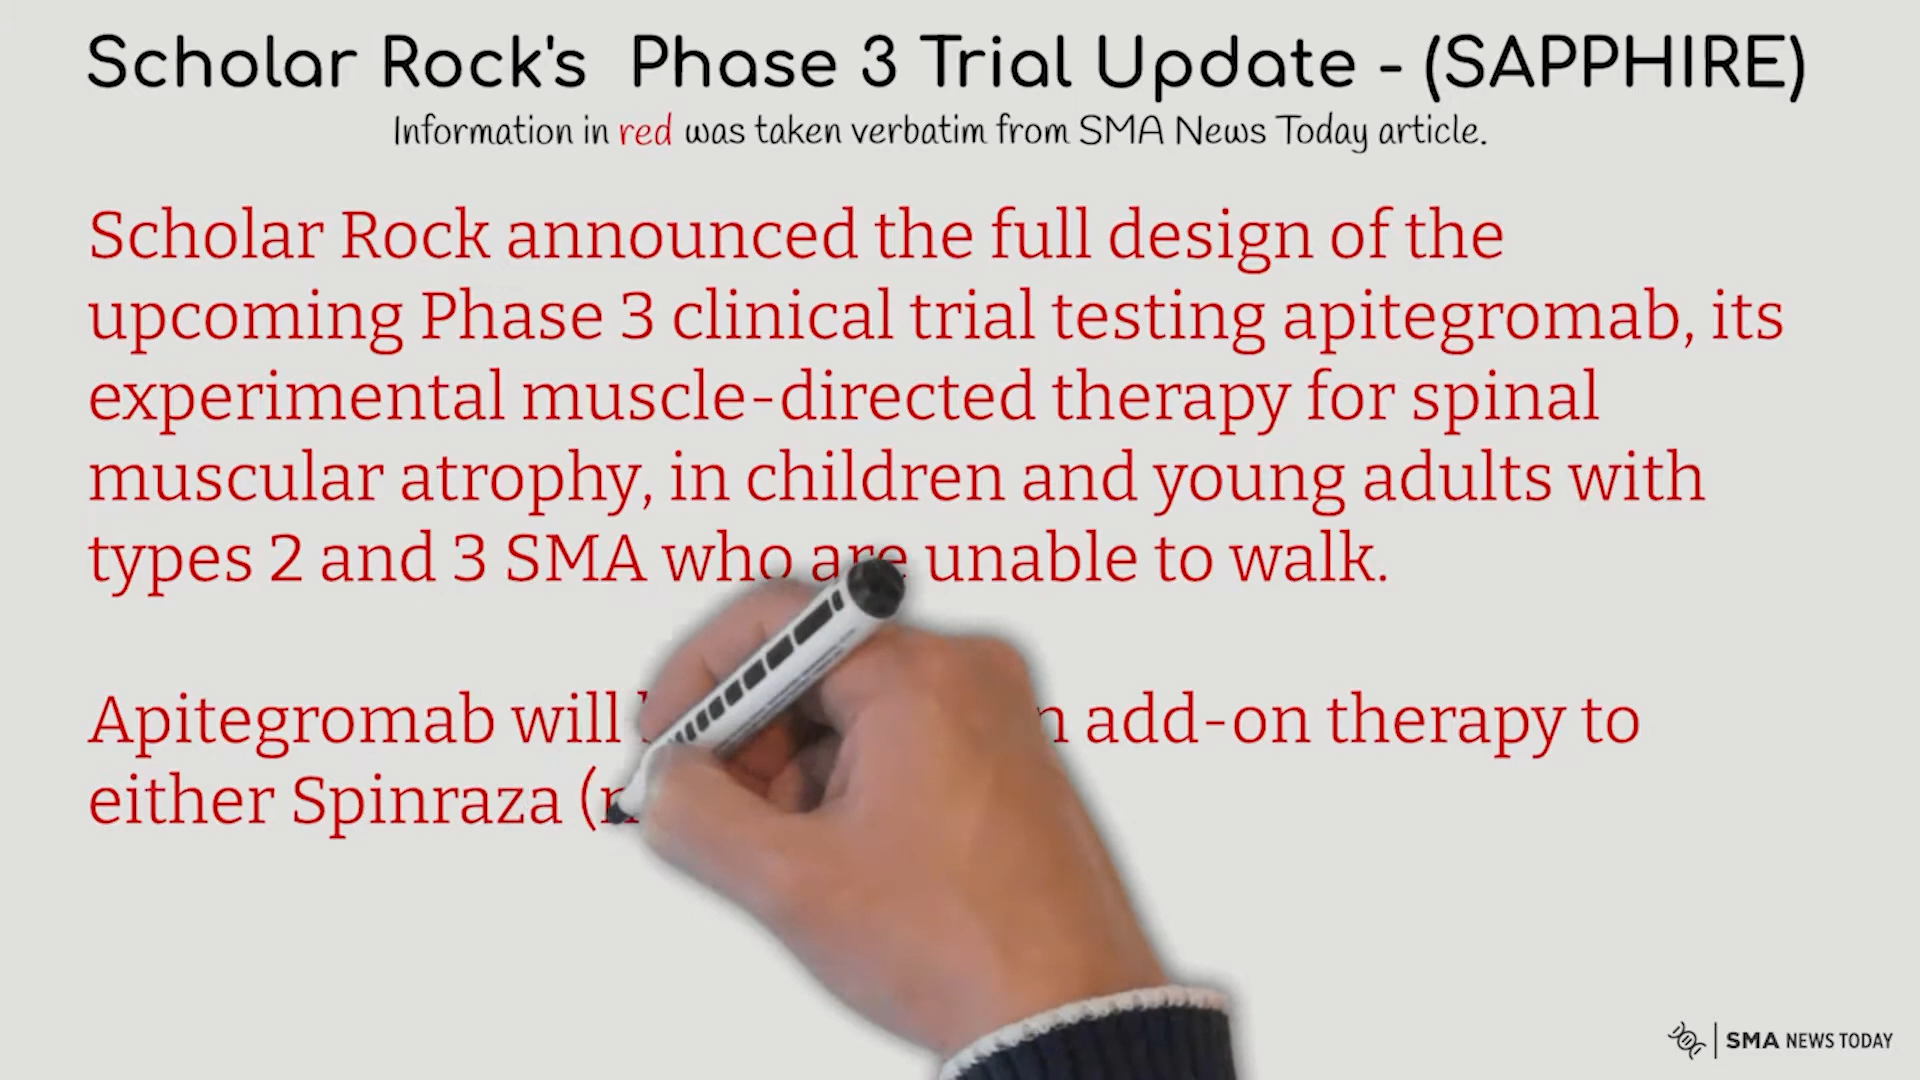 Scholar Rock's Phase 3 Trial Update - (SAPPHIRE)
Information in red was taken verbatim from SMA News Today article.
Scholar Rock announced the full design of the
upcoming Phase 3 clinical trial testing apitegromab, its
experimental muscle-directed therapy for spinal
muscular atrophy, in children and young adults with
types 2 and 3 SMA who are unable to walk.
Apitegromab will add-on therapy to
either Spinraza (
SMA NEWS TODAY